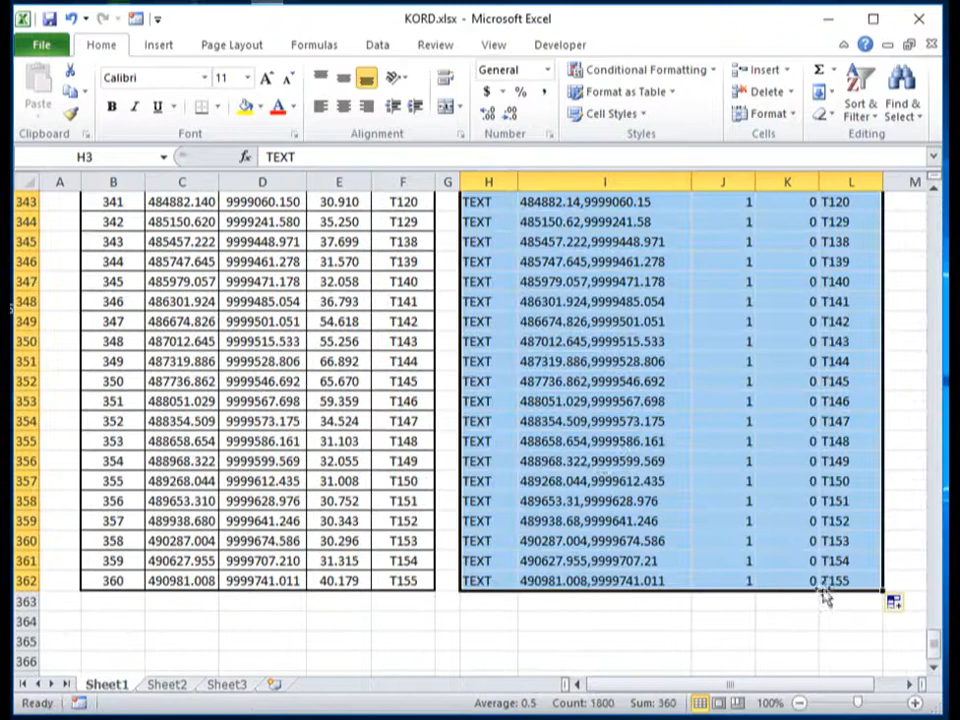 KORD.xlsx - Microsoft Excel
File Home Insert Page Layout Formulas Data Review View Developer
Calibri 11 General Conditional Formatting Insert Σ
Paste B I U $ % , Format as Table Delete Sort & Find &
Cell Styles Format Filter Select
Clipboard Font Alignment Number Styles Cells Editing
H3 fx TEXT
A B C D E F G H I J K L M
343 341 484882.140 9999060.150 30.910 T120 TEXT 484882.14,9999060.15 1 0 T120
344 342 485150.620 9999241.580 35.250 T129 TEXT 485150.62,9999241.58 1 0 T129
345 343 485457.222 9999448.971 37.699 T138 TEXT 485457.222,9999448.971 1 0 T138
346 344 485747.645 9999461.278 31.570 T139 TEXT 485747.645,9999461.278 1 0 T139
347 345 485979.057 9999471.178 32.058 T140 TEXT 485979.057,9999471.178 1 0 T140
348 346 486301.924 9999485.054 36.793 T141 TEXT 486301.924,9999485.054 1 0 T141
349 347 486674.826 9999501.051 54.618 T142 TEXT 486674.826,9999501.051 1 0 T142
350 348 487012.645 9999515.533 55.256 T143 TEXT 487012.645,9999515.533 1 0 T143
351 349 487319.886 9999528.806 66.892 T144 TEXT 487319.886,9999528.806 1 0 T144
352 350 487736.862 9999546.692 65.670 T145 TEXT 487736.862,9999546.692 1 0 T145
353 351 488051.029 9999567.698 59.359 T146 TEXT 488051.029,9999567.698 1 0 T146
354 352 488354.509 9999573.175 34.524 T147 TEXT 488354.509,9999573.175 1 0 T147
355 353 488658.654 9999586.161 31.103 T148 TEXT 488658.654,9999586.161 1 0 T148
356 354 488968.322 9999599.569 32.055 T149 TEXT 488968.322,9999599.569 1 0 T149
357 355 489268.044 9999612.435 31.008 T150 TEXT 489268.044,9999612.435 1 0 T150
358 356 489653.310 9999628.976 30.752 T151 TEXT 489653.31,9999628.976 1 0 T151
359 357 489938.680 9999641.246 30.343 T152 TEXT 489938.68,9999641.246 1 0 T152
360 358 490287.004 9999674.586 30.296 T153 TEXT 490287.004,9999674.586 1 0 T153
361 359 490627.955 9999707.210 31.315 T154 TEXT 490627.955,9999707.21 1 0 T154
362 360 490981.008 9999741.011 40.179 T155 TEXT 490981.008,9999741.011 1 0 T155
363
364
365
366
Sheet1 Sheet2 Sheet3
Ready Average: 0.5 Count: 1800 Sum: 360 100%